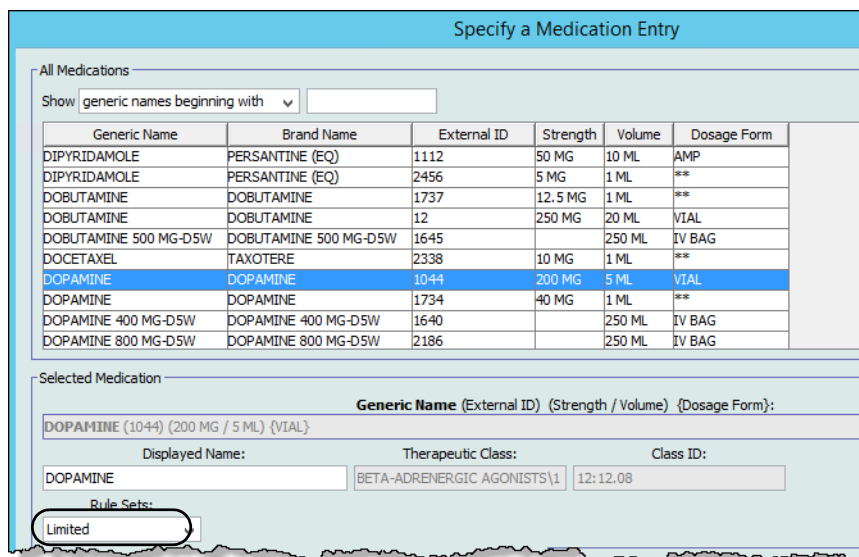 Specify a Medication Entry
All Medications
Show generic names beginning with
Generic Name Brand Name External ID Strength Volume Dosage Form
DIPYRIDAMOLE PERSANTINE (EQ) 1112 50 MG 10 ML AMP
DIPYRIDAMOLE PERSANTINE (EQ) 2456 5 MG 1 ML **
DOBUTAMINE DOBUTAMINE 1737 12.5 MG 1 ML **
DOBUTAMINE DOBUTAMINE 12 250 MG 20 ML VIAL
DOBUTAMINE 500 MG-D5W DOBUTAMINE 500 MG-D5W 1645 250 ML IV BAG
DOCETAXEL TAXOTERE 2338 10 MG 1 ML **
DOPAMINE DOPAMINE 1044 200 MG 5 ML VIAL
DOPAMINE DOPAMINE 1734 40 MG 1 ML **
DOPAMINE 400 MG-D5W DOPAMINE 400 MG-D5W 1640 250 ML IV BAG
DOPAMINE 800 MG-D5W DOPAMINE 800 MG-D5W 2186 250 ML IV BAG
Selected Medication
Generic Name (External ID) (Strength / Volume) {Dosage Form}:
DOPAMINE (1044) (200 MG / 5 ML) {VIAL}
Displayed Name: Therapeutic Class: Class ID:
DOPAMINE BETA-ADRENERGIC AGONISTS\1 12:12.08
Rule Sets:
Limited